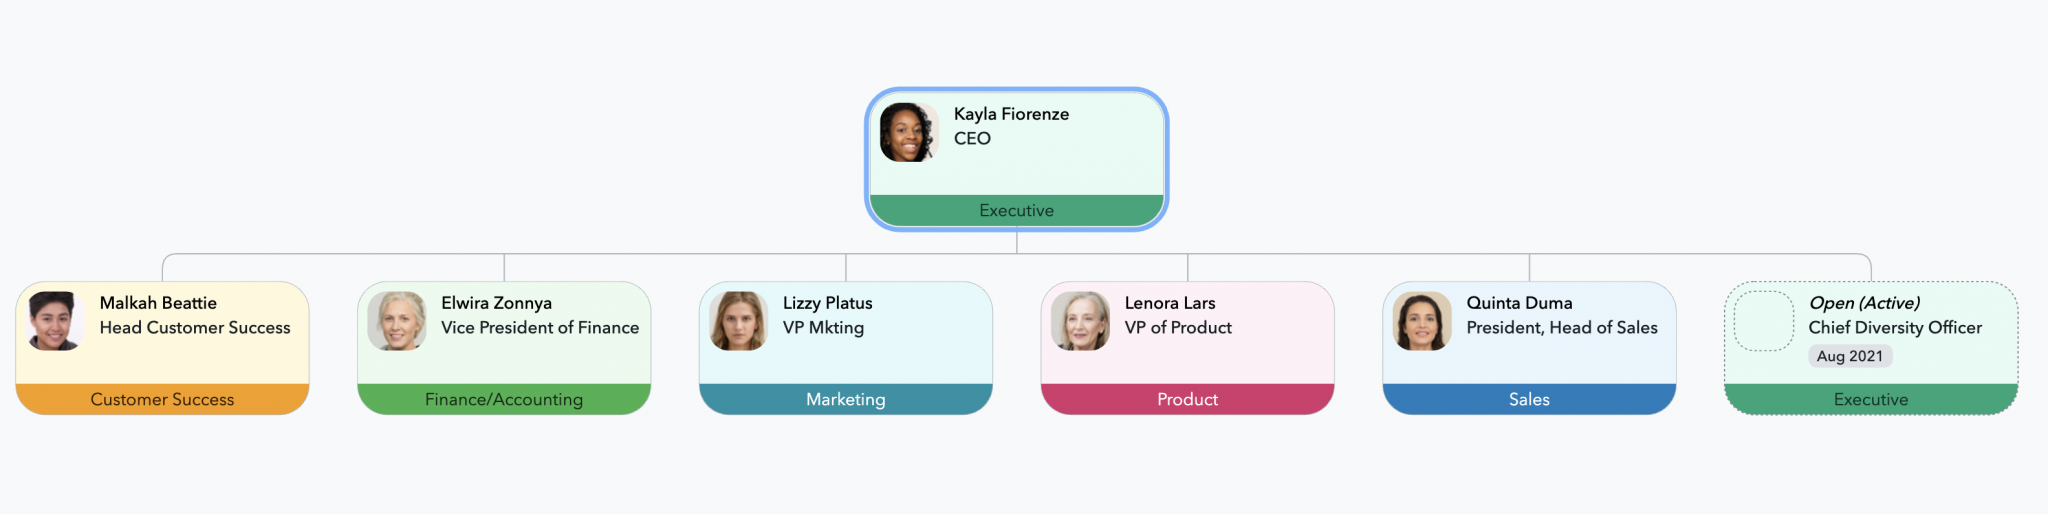 Kayla Fiorenze
CEO
Executive
Malkah Beattie
Head Customer Success
Customer Success
Elwira Zonnya
Vice President of Finance
Finance/Accounting
Lizzy Platus
VP Mkting
Marketing
Lenora Lars
VP of Product
Product
Quinta Duma
President, Head of Sales
Sales
Open (Active)
Chief Diversity Officer
Aug 2021
Executive